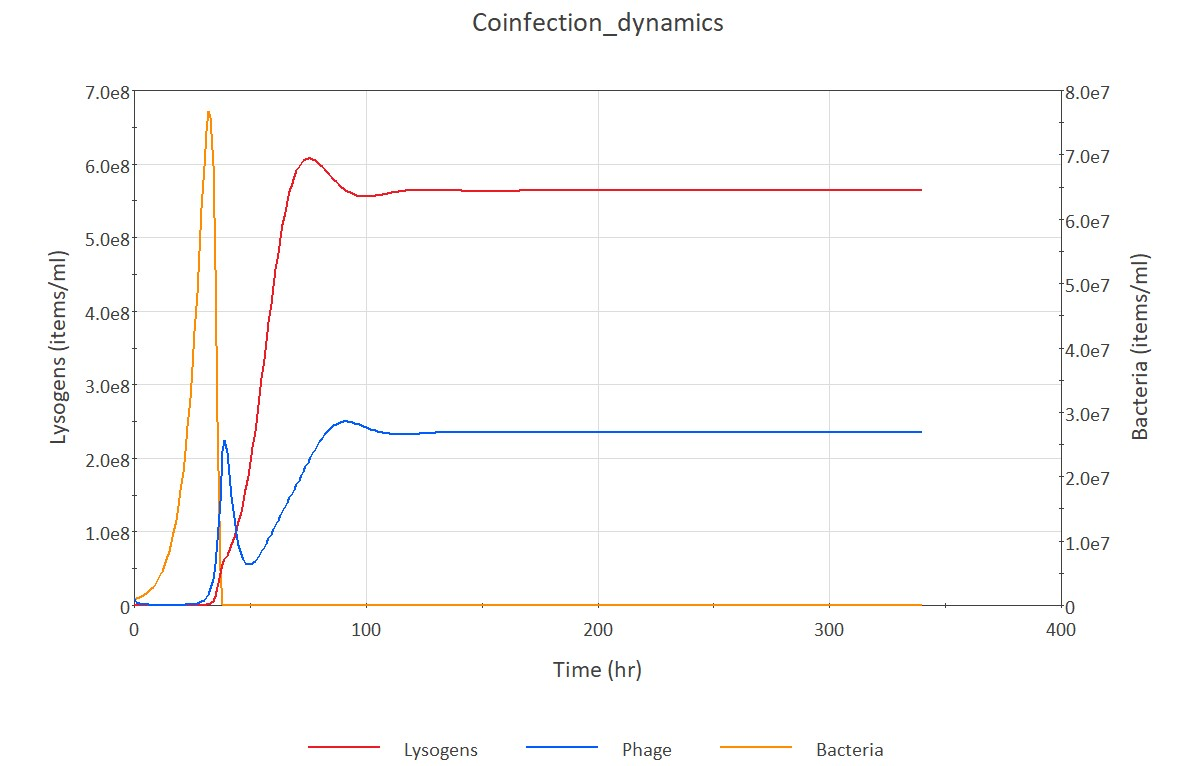 Coinfection_dynamics
7.0e8
6.0e8
5.0e8
4.0e8
3.0e8
2.0e8
1.0e8
0
Lysogens (items/ml)
8.0e7
7.0e7
6.0e7
5.0e7
4.0e7
3.0e7
2.0e7
1.0e7
0
Bacteria (items/ml)
0 100 200 300 400
Time (hr)
Lysogens Phage Bacteria